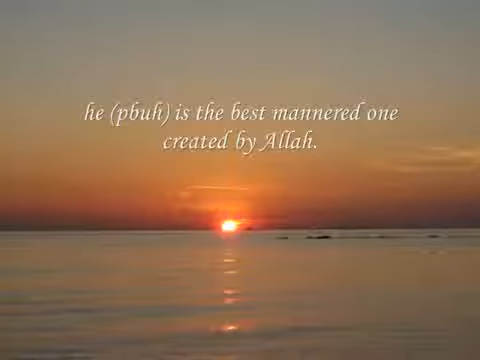 he (pbuh) is the best mannered one
created by Allah.